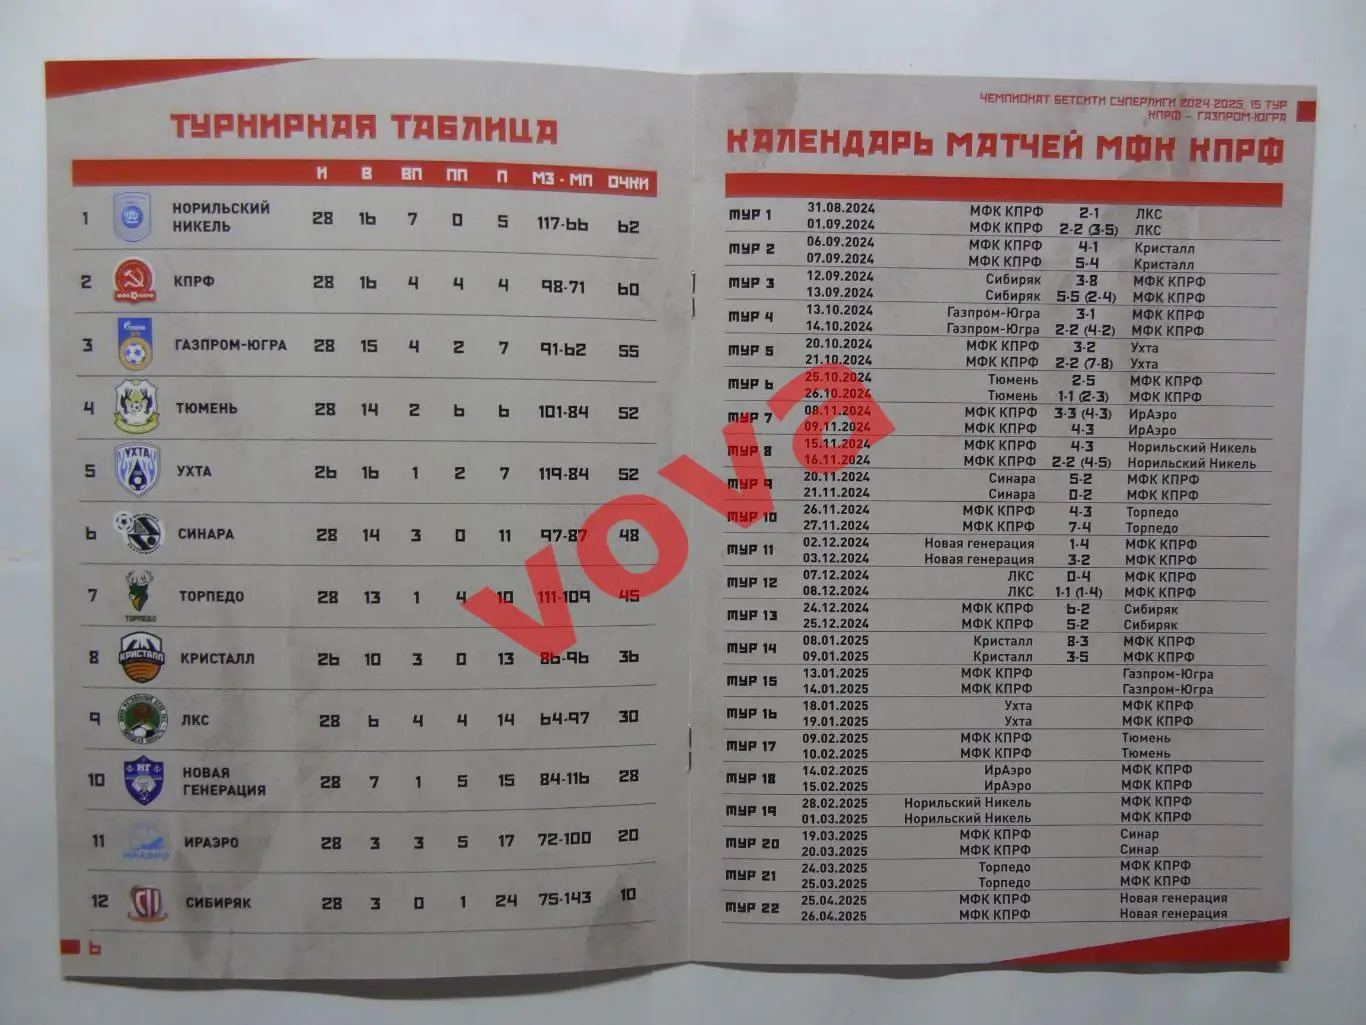 ТУРНИРНАЯ ТАБЛИЦА
И В ВП ПП П МЗ - МП ОЧКИ
1 НОРИЛЬСКИЙ НИКЕЛЬ 28 16 7 0 5 117-66 62
2 КПРФ 28 16 4 4 4 98-71 60
3 ГАЗПРОМ-ЮГРА 28 15 4 2 7 91-62 55
4 ТЮМЕНЬ 28 14 2 6 6 101-84 52
5 УХТА УХТА 26 16 1 2 7 119-84 52
6 СИНАРА 28 14 3 0 11 97-87 48
7 ТОРПЕДО ТОРПЕДО 28 13 1 4 10 111-109 45
8 КРИСТАЛЛ КРИСТАЛЛ 26 10 3 0 13 86-96 36
9 ЛКС 28 6 4 4 14 64-97 30
10 НГ НОВАЯ ГЕНЕРАЦИЯ 28 7 1 5 15 84-116 28
11 ИРАЭРО ИРАЭРО 28 3 3 5 17 72-100 20
12 СИБИРЯК 28 3 0 1 24 75-143 10
6
ЧЕМПИОНАТ БЕТСИТИ СУПЕРЛИГИ 2024-2025, 15 ТУР
КПРФ - ГАЗПРОМ-ЮГРА
КАЛЕНДАРЬ МАТЧЕЙ МФК КПРФ
ТУР 1 31.08.2024 МФК КПРФ 2-1 ЛКС
01.09.2024 МФК КПРФ 2-2 (3-5) ЛКС
ТУР 2 06.09.2024 МФК КПРФ 4-1 Кристалл
07.09.2024 МФК КПРФ 5-4 Кристалл
ТУР 3 12.09.2024 Сибиряк 3-8 МФК КПРФ
13.09.2024 Сибиряк 5-5 (2-4) МФК КПРФ
ТУР 4 13.10.2024 Газпром-Югра 3-1 МФК КПРФ
14.10.2024 Газпром-Югра 2-2 (4-2) МФК КПРФ
ТУР 5 20.10.2024 МФК КПРФ 3-2 Ухта
21.10.2024 МФК КПРФ 2-2 (7-8) Ухта
ТУР 6 25.10.2024 Тюмень 2-5 МФК КПРФ
26.10.2024 Тюмень 1-1 (2-3) МФК КПРФ
ТУР 7 08.11.2024 МФК КПРФ 3-3 (4-3) ИрАэро
09.11.2024 МФК КПРФ 4-3 ИрАэро
ТУР 8 15.11.2024 МФК КПРФ 4-3 Норильский Никель
16.11.2024 МФК КПРФ 2-2 (4-5) Норильский Никель
ТУР 9 20.11.2024 Синара 5-2 МФК КПРФ
21.11.2024 Синара 0-2 МФК КПРФ
ТУР 10 26.11.2024 МФК КПРФ 4-3 Торпедо
27.11.2024 МФК КПРФ 7-4 Торпедо
ТУР 11 02.12.2024 Новая генерация 1-4 МФК КПРФ
03.12.2024 Новая генерация 3-2 МФК КПРФ
ТУР 12 07.12.2024 ЛКС 0-4 МФК КПРФ
08.12.2024 ЛКС 1-1 (1-4) МФК КПРФ
ТУР 13 24.12.2024 МФК КПРФ 6-2 Сибиряк
25.12.2024 МФК КПРФ 5-2 Сибиряк
ТУР 14 08.01.2025 Кристалл 8-3 МФК КПРФ
09.01.2025 Кристалл 3-5 МФК КПРФ
ТУР 15 13.01.2025 МФК КПРФ Газпром-Югра
14.01.2025 МФК КПРФ Газпром-Югра
ТУР 16 18.01.2025 Ухта МФК КПРФ
19.01.2025 Ухта МФК КПРФ
ТУР 17 09.02.2025 МФК КПРФ Тюмень
10.02.2025 МФК КПРФ Тюмень
ТУР 18 14.02.2025 ИрАэро МФК КПРФ
15.02.2025 ИрАэро МФК КПРФ
ТУР 19 28.02.2025 Норильский Никель МФК КПРФ
01.03.2025 Норильский Никель МФК КПРФ
ТУР 20 19.03.2025 МФК КПРФ Синар
20.03.2025 МФК КПРФ Синар
ТУР 21 24.03.2025 Торпедо МФК КПРФ
25.03.2025 Торпедо МФК КПРФ
ТУР 22 25.04.2025 МФК КПРФ Новая генерация
26.04.2025 МФК КПРФ Новая генерация
vova